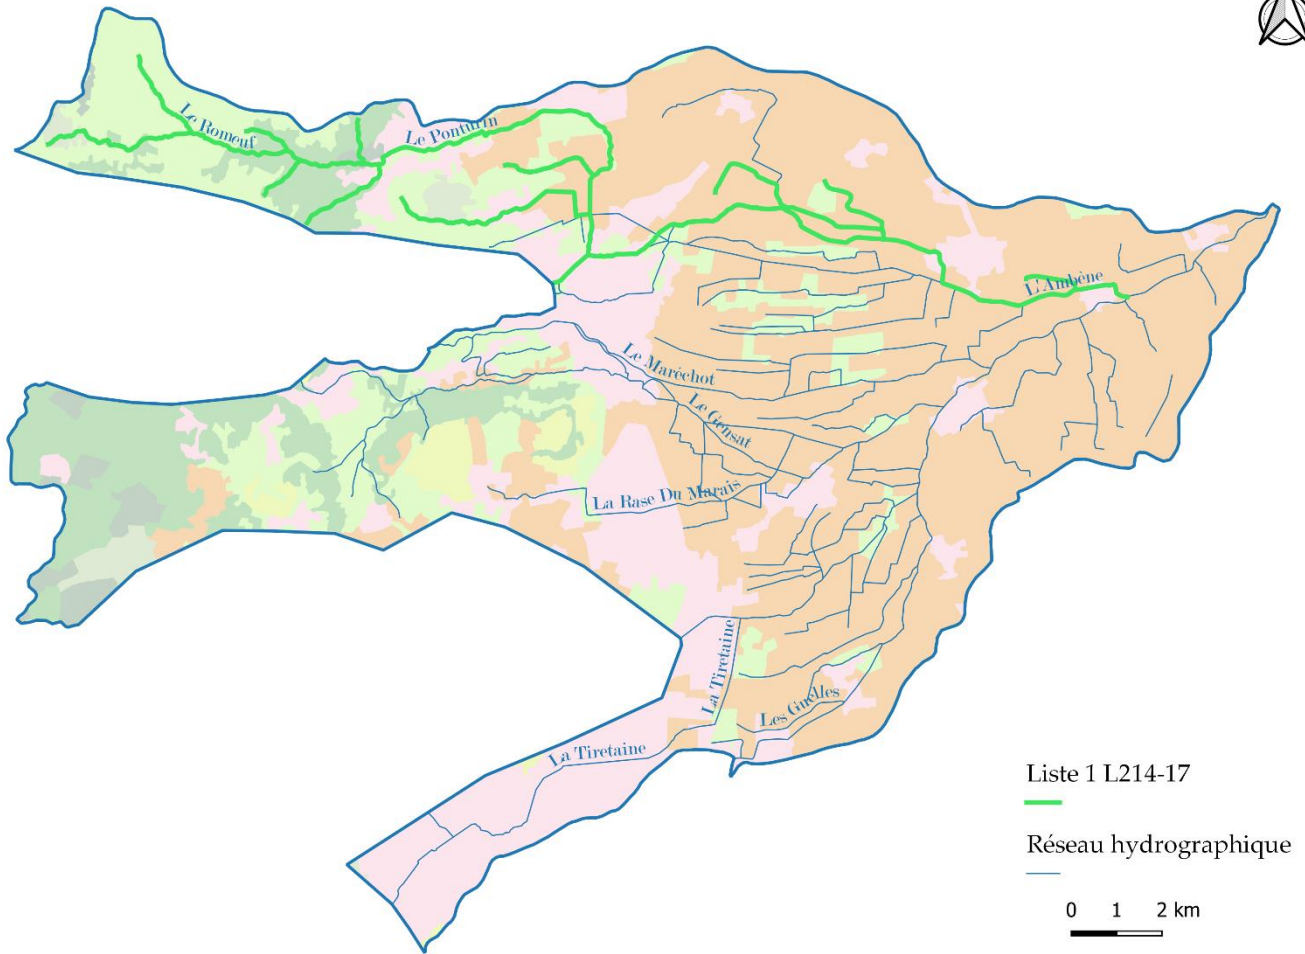 Le Romeuf
Le Ponturin
L'Ambène
Le Maréchot
Le Gensat
La Rase Du Marais
La Tiretaine
Les Guelles
La Tiretaine
Liste 1 L214-17
Réseau hydrographique
0 1 2 km